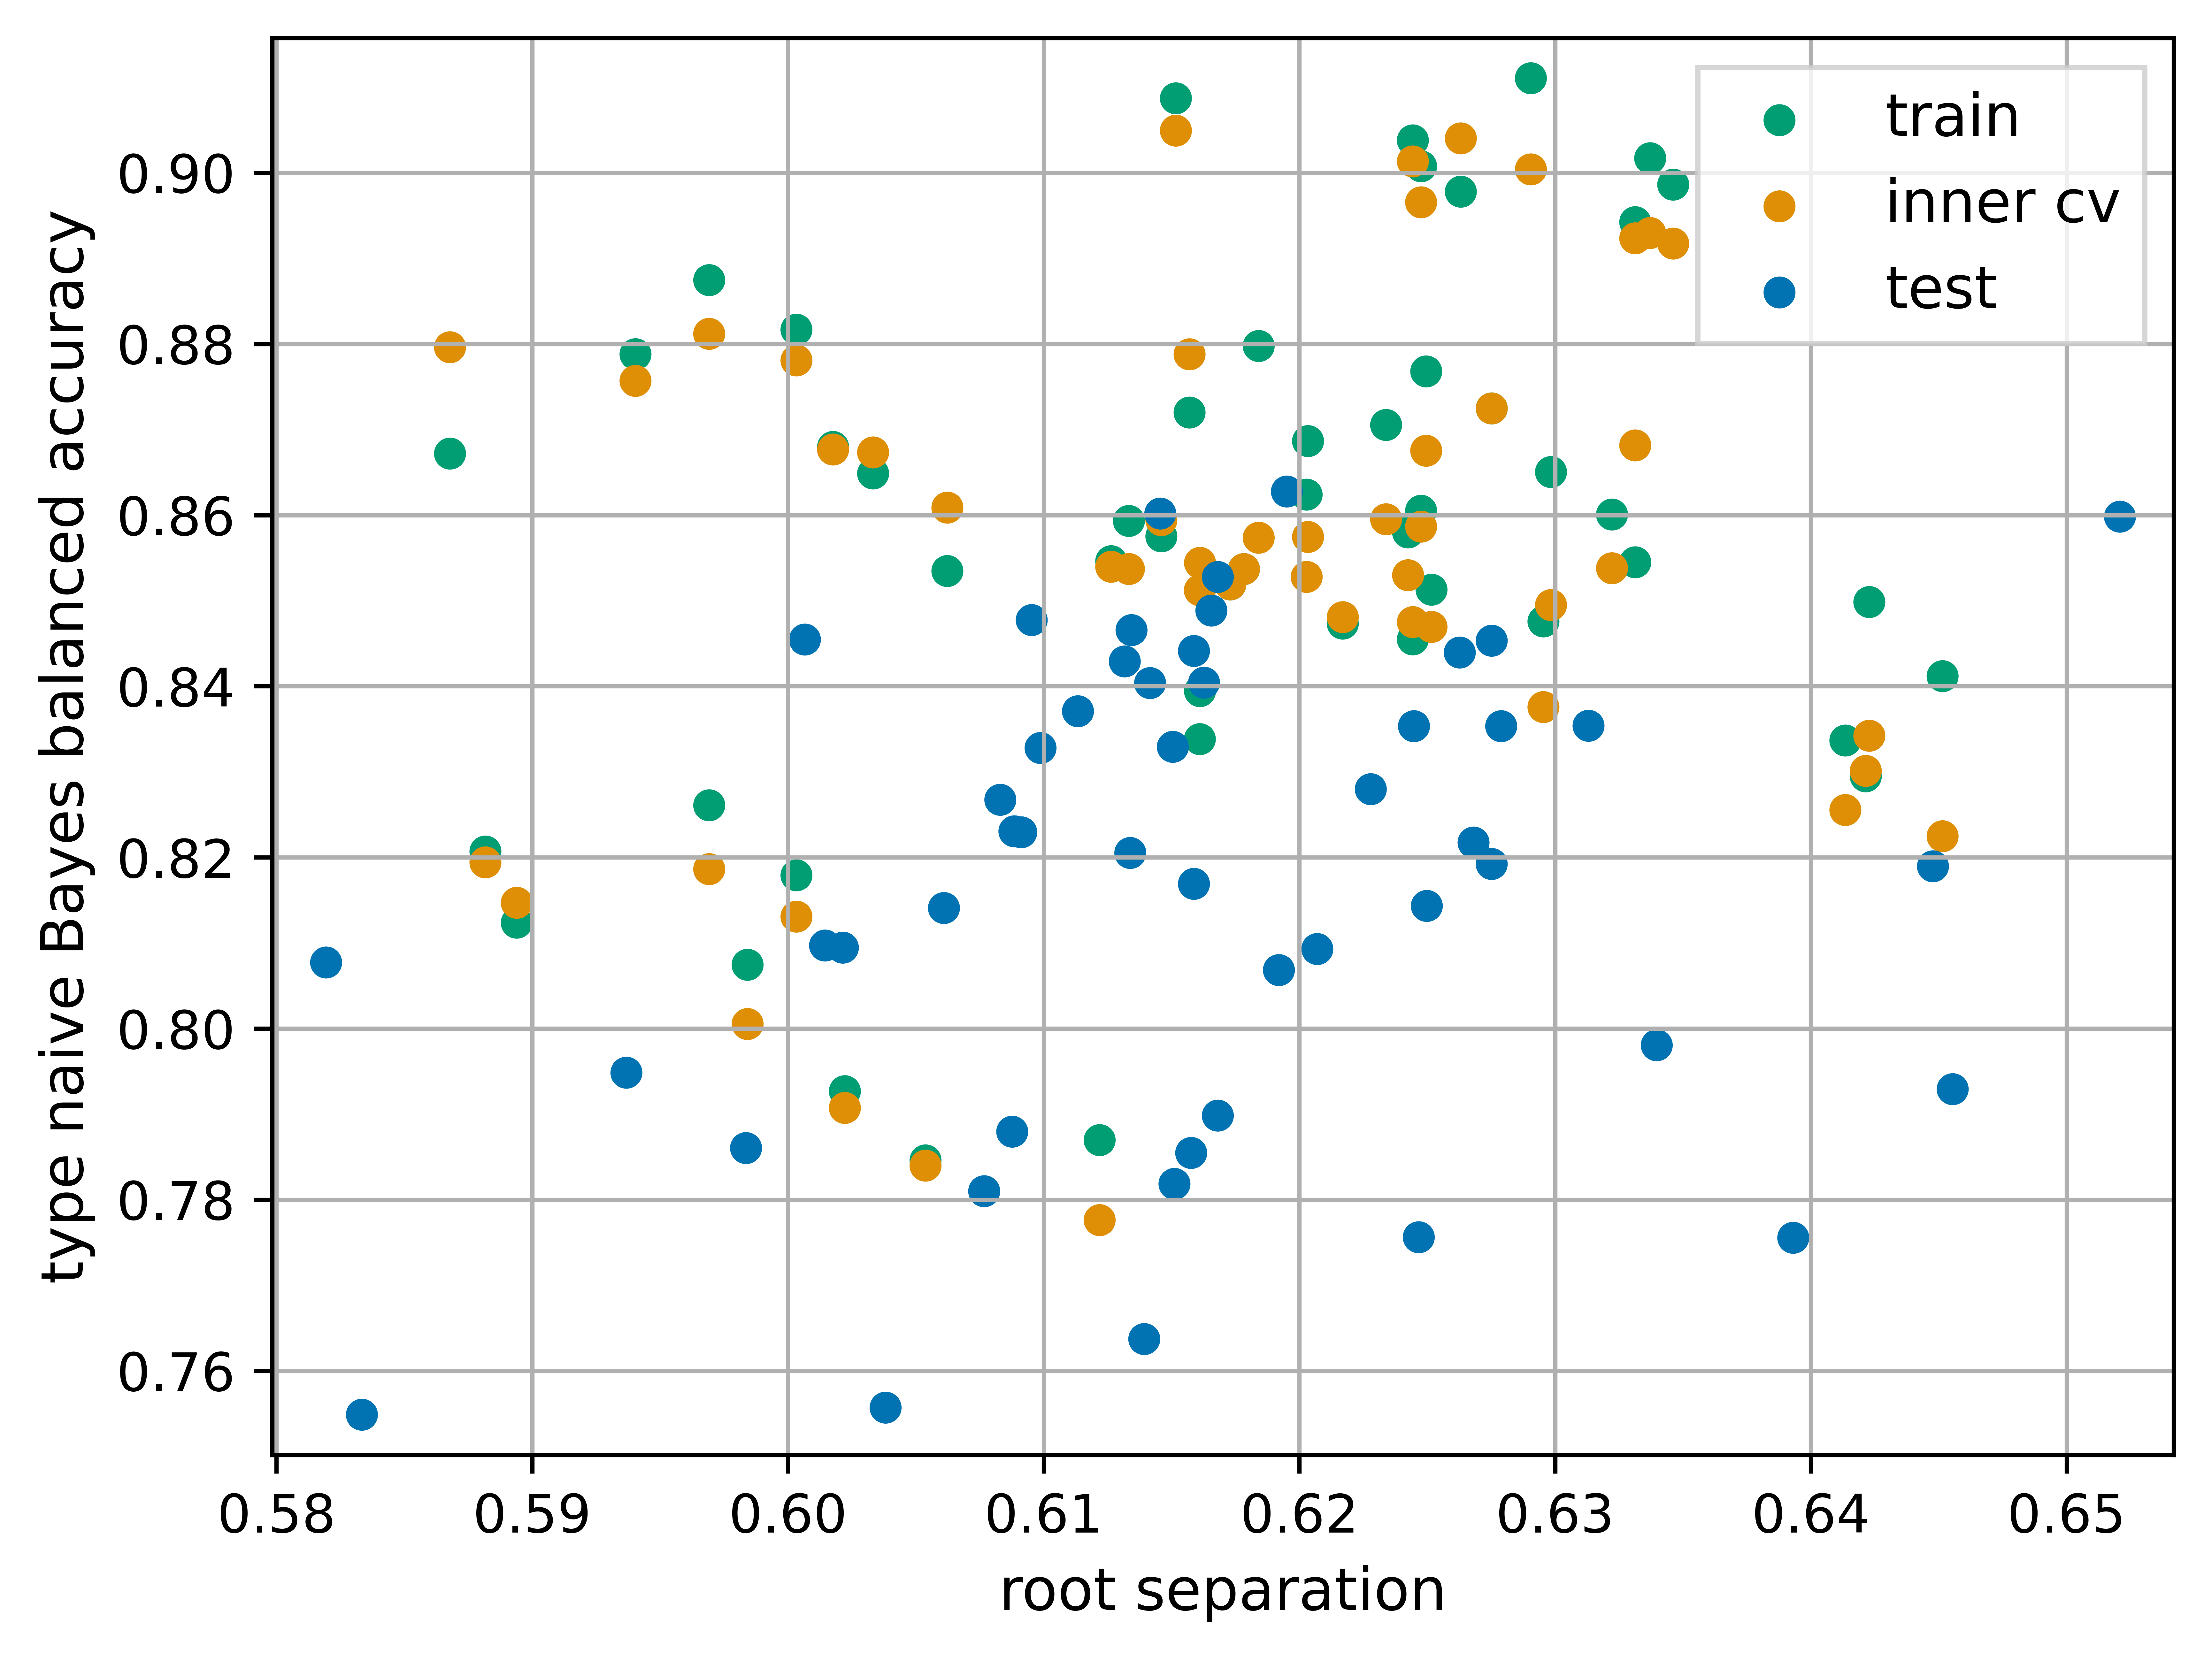 train
inner cv
test
type naive Bayes balanced accuracy
0.90
0.88
0.86
0.84
0.82
0.80
0.78
0.76
0.58 0.59 0.60 0.61 0.62 0.63 0.64 0.65
root separation